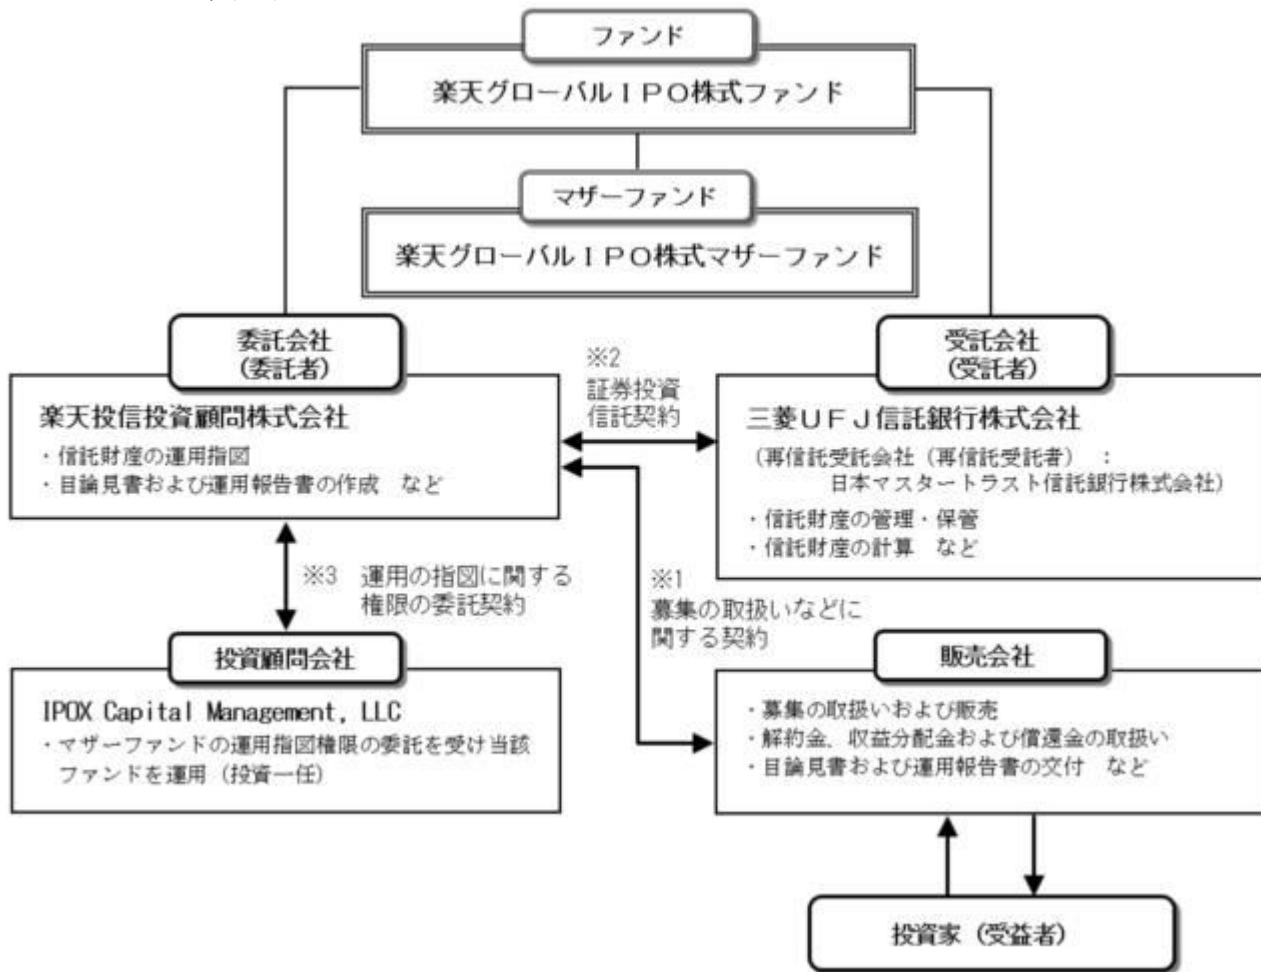 ファンド
楽天グローバルＩＰＯ株式ファンド
マザーファンド
楽天グローバルＩＰＯ株式マザーファンド
委託会社
（委託者）
楽天投信投資顧問株式会社
・信託財産の運用指図
・目論見書および運用報告書の作成　など
※2
証券投資
信託契約
受託会社
（受託者）
三菱ＵＦＪ信託銀行株式会社
（再信託受託会社（再信託受託者）　：
日本マスタートラスト信託銀行株式会社）
・信託財産の管理・保管
・信託財産の計算　など
※3　運用の指図に関する
権限の委託契約
※1
募集の取扱いなどに
関する契約
投資顧問会社
IPOX Capital Management, LLC
・マザーファンドの運用指図権限の委託を受け当該
ファンドを運用（投資一任）
販売会社
・募集の取扱いおよび販売
・解約金、収益分配金および償還金の取扱い
・目論見書および運用報告書の交付　など
投資家（受益者）